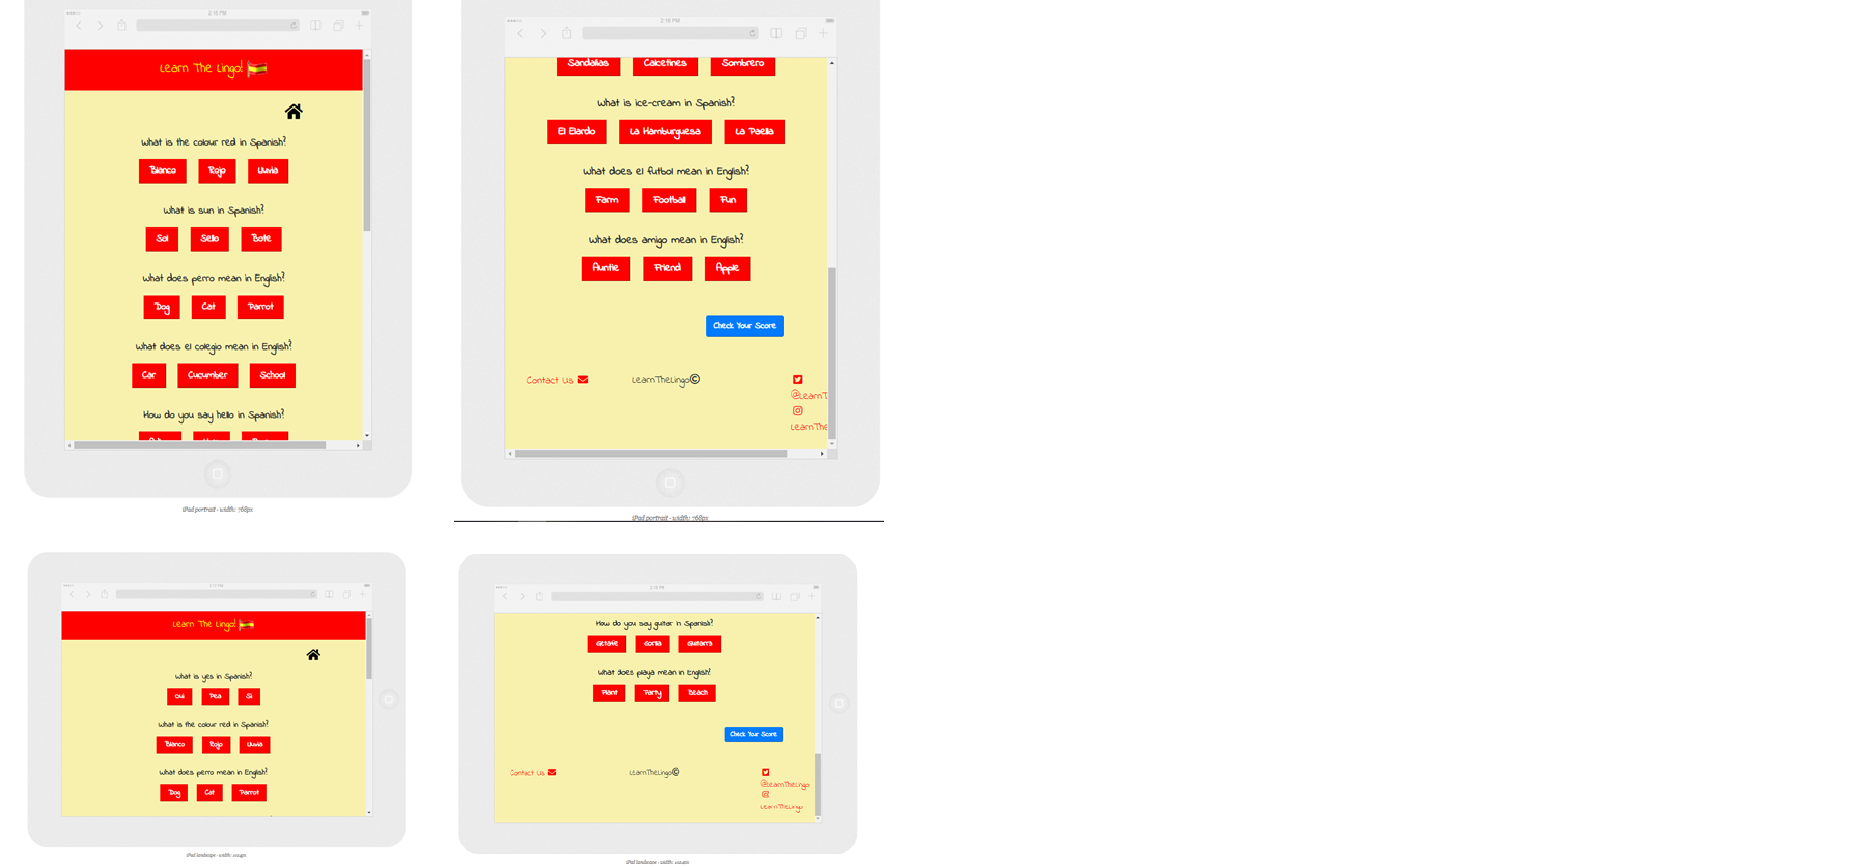 2:18 PM
Learn The Lingo!
What is the colour red in Spanish?
Blanco Rojo Lluvia
What is sun in Spanish?
Sol Sello Botle
What does perro mean in English?
Dog Cat Parrot
What does el colegio mean in English?
Car Cucumber School
How do you say hello in Spanish?
iPad portrait - width: 768px
2:18 PM
Sandalias Calcetines Sombrero
What is ice-cream in Spanish?
El Elardo La Hamburguesa La Paella
What does el futbol mean in English?
Farm Football Fun
What does amigo mean in English?
Auntie Friend Apple
Check Your Score
Contact Us LearnTheLingo©
@LearnT
LearnThe
iPad portrait - width: 768px
2:17 PM
Learn The Lingo!
What is yes in Spanish?
Oui Pea Si
What is the colour red in Spanish?
Blanco Rojo Lluvia
What does perro mean in English?
Dog Cat Parrot
iPad landscape - width: 1024px
2:18 PM
How do you say guitar in Spanish?
Getafe Gorilla Guitarra
What does playa mean in English?
Plant Party Beach
Check Your Score
Contact Us LearnTheLingo©
@LearnTheLingo
LearnTheLingo
iPad landscape - width: 1024px